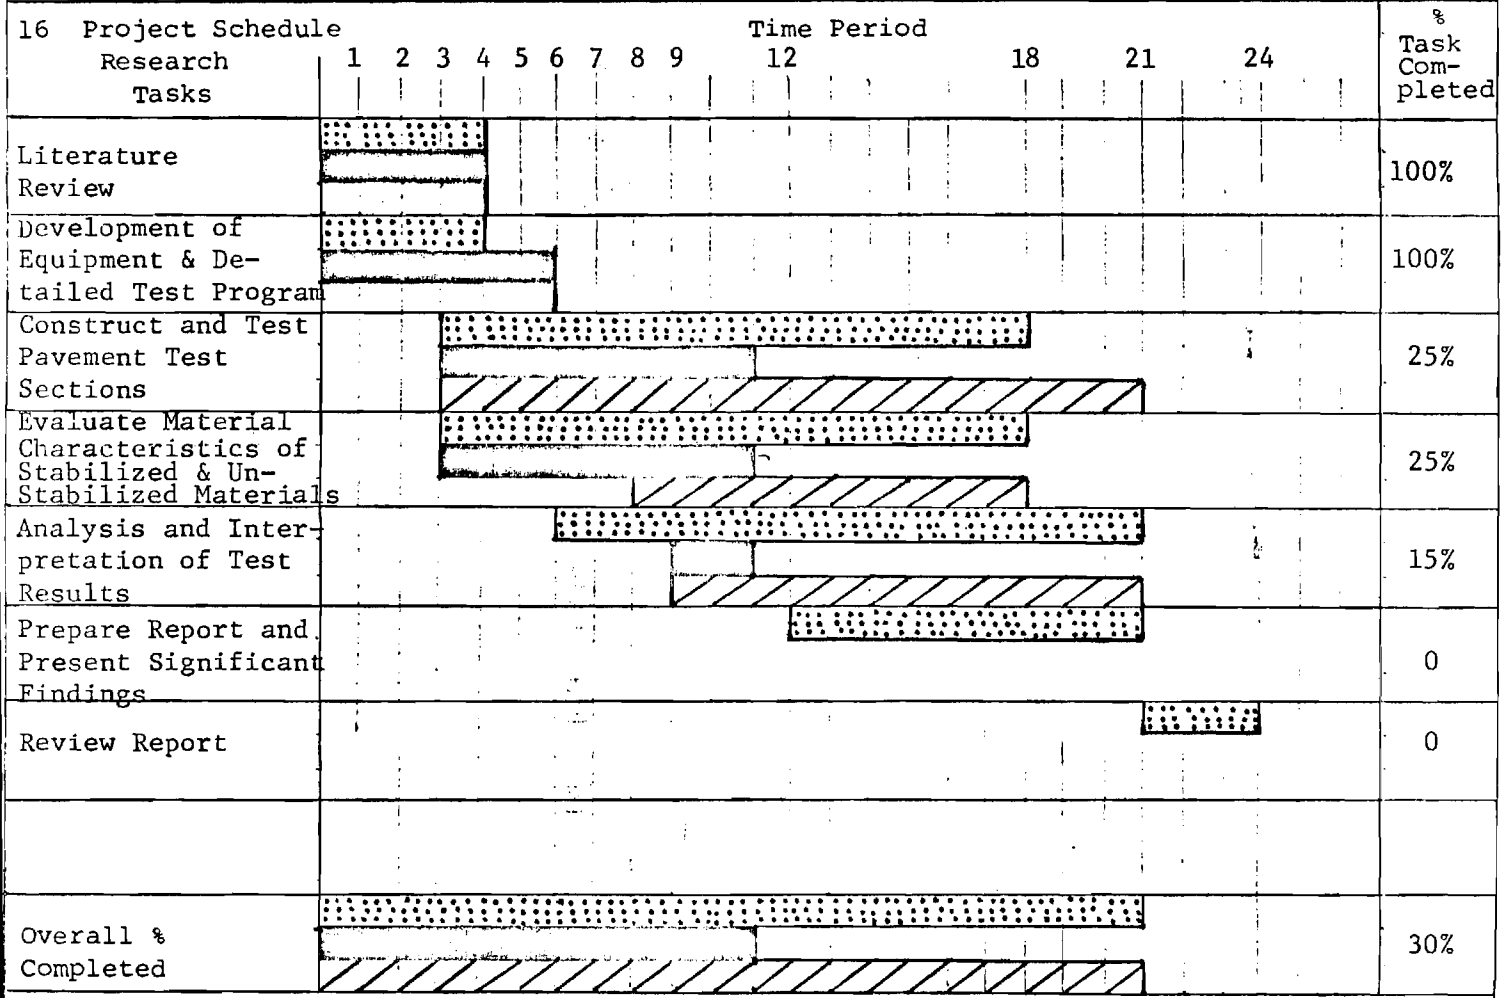 16 Project Schedule
Research
Tasks
Time Period
1 2 3 4 5 6 7 8 9 12 18 21 24
%
Task
Com-
pleted
Literature
Review
100%
Development of
Equipment & De-
tailed Test Program
100%
Construct and Test
Pavement Test
Sections
25%
Evaluate Material
Characteristics of
Stabilized & Un-
Stabilized Materials
25%
Analysis and Inter-
pretation of Test
Results
15%
Prepare Report and
Present Significant
Findings
0
Review Report
0
Overall %
Completed
30%